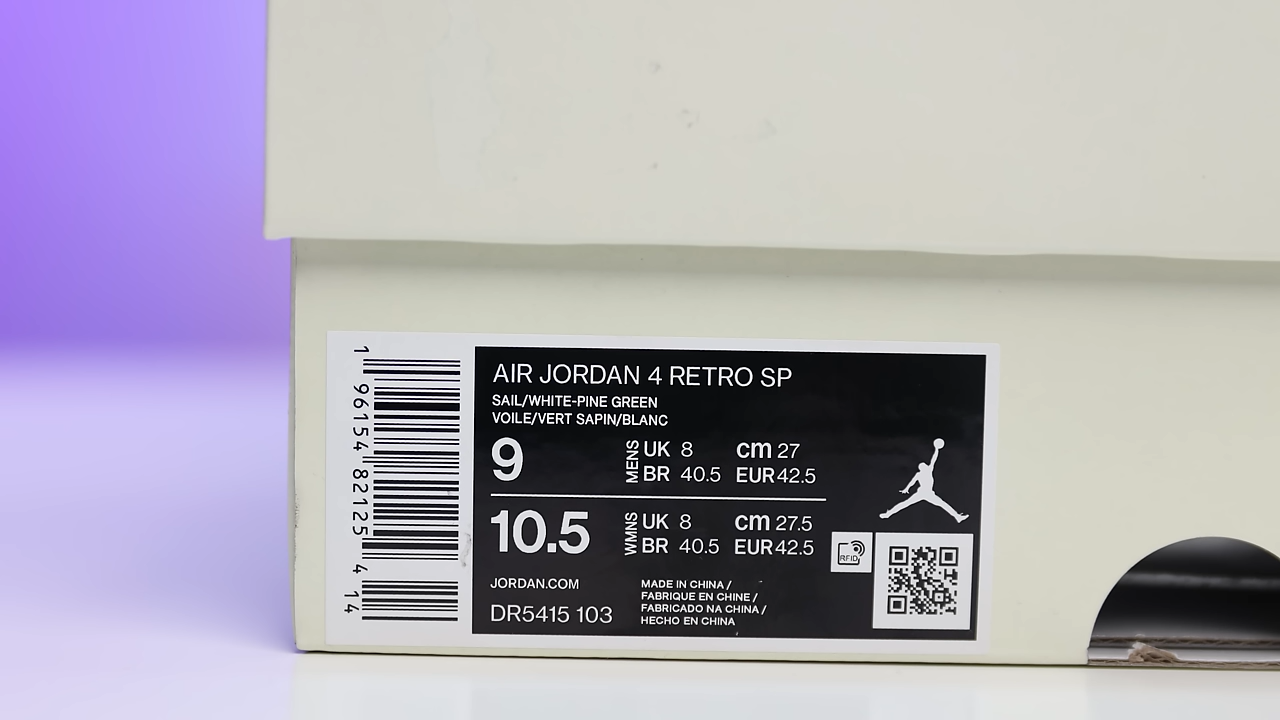 1 96154 82125 4 14
AIR JORDAN 4 RETRO SP
SAIL/WHITE-PINE GREEN
VOILE/VERT SAPIN/BLANC
9 MENS UK 8 cm 27
BR 40.5 EUR 42.5
10.5 WMNS UK 8 cm 27.5
BR 40.5 EUR 42.5
RFID
JORDAN.COM
DR5415 103
MADE IN CHINA /
FABRIQUE EN CHINE /
FABRICADO NA CHINA /
HECHO EN CHINA